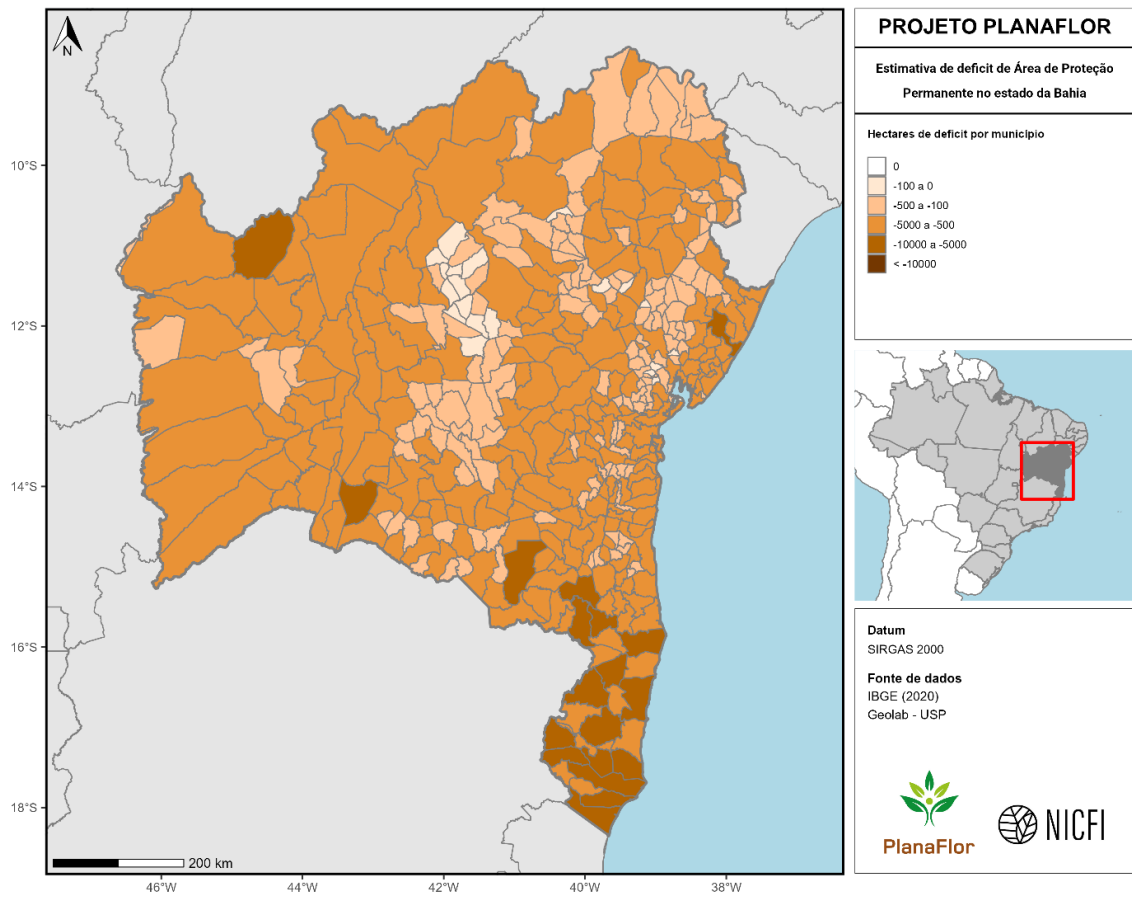 PROJETO PLANAFLOR
Estimativa de deficit de Área de Proteção
Permanente no estado da Bahia
Hectares de deficit por município
0
-100 a 0
-500 a -100
-5000 a -500
-10000 a -5000
< -10000
N
10°S
12°S
14°S
16°S
18°S
200 km
46°W
44°W
42°W
40°W
38°W
Datum
SIRGAS 2000
Fonte de dados
IBGE (2020)
Geolab - USP
PlanaFlor
NICFI